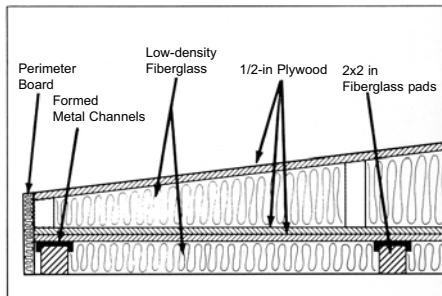 Perimeter
Board
Formed
Metal Channels
Low-density
Fiberglass
1/2-in Plywood
2x2 in
Fiberglass pads